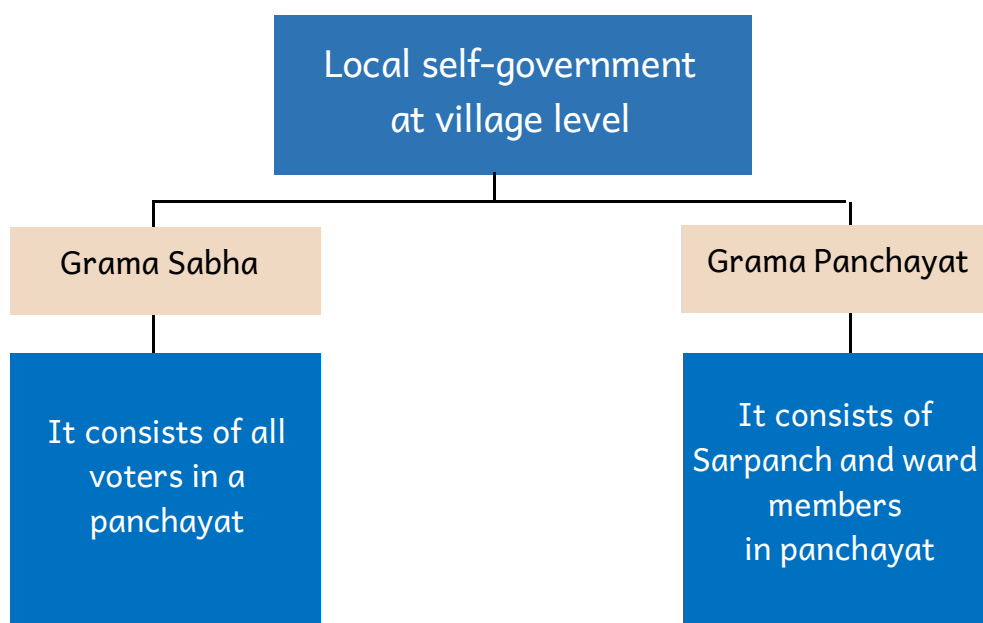 Local self-government
at village level
Grama Sabha
Grama Panchayat
It consists of all
voters in a
panchayat
It consists of
Sarpanch and ward
members
in panchayat